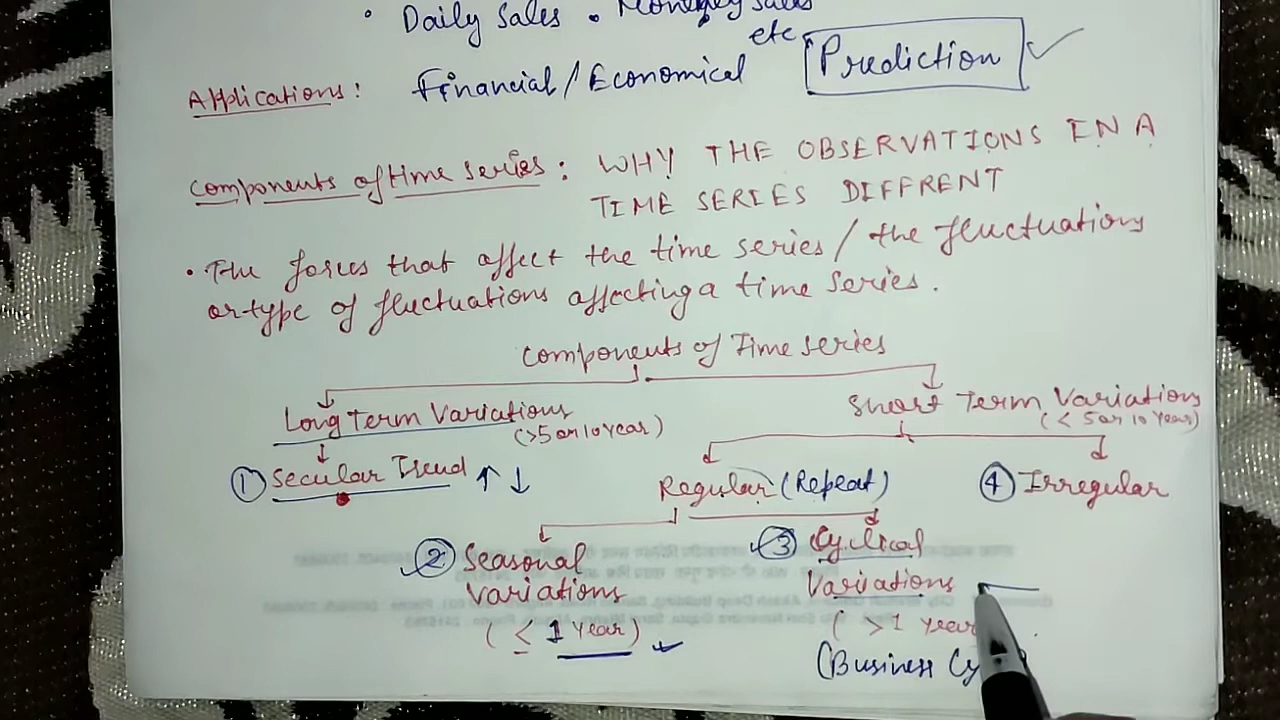 • Daily Sales • Monthly Sales
etc
Applications: Financial/Economical Prediction
Components of time series: WHY THE OBSERVATIONS IN A
TIME SERIES DIFFRENT
• The forces that affect the time series/the fluctuations
or type of fluctuations affecting a time series.
Components of Time series
Long Term Variations
(>5 or 10 Year)
Short Term Variations
(< 5 or 10 Year)
① Secular Trend ↑ ↓
Regular (Repeat)
④ Irregular
② Seasonal
Variations
(≤ 1 Year)
③ Cyclical
Variations
( >1 Year
(Business Cy